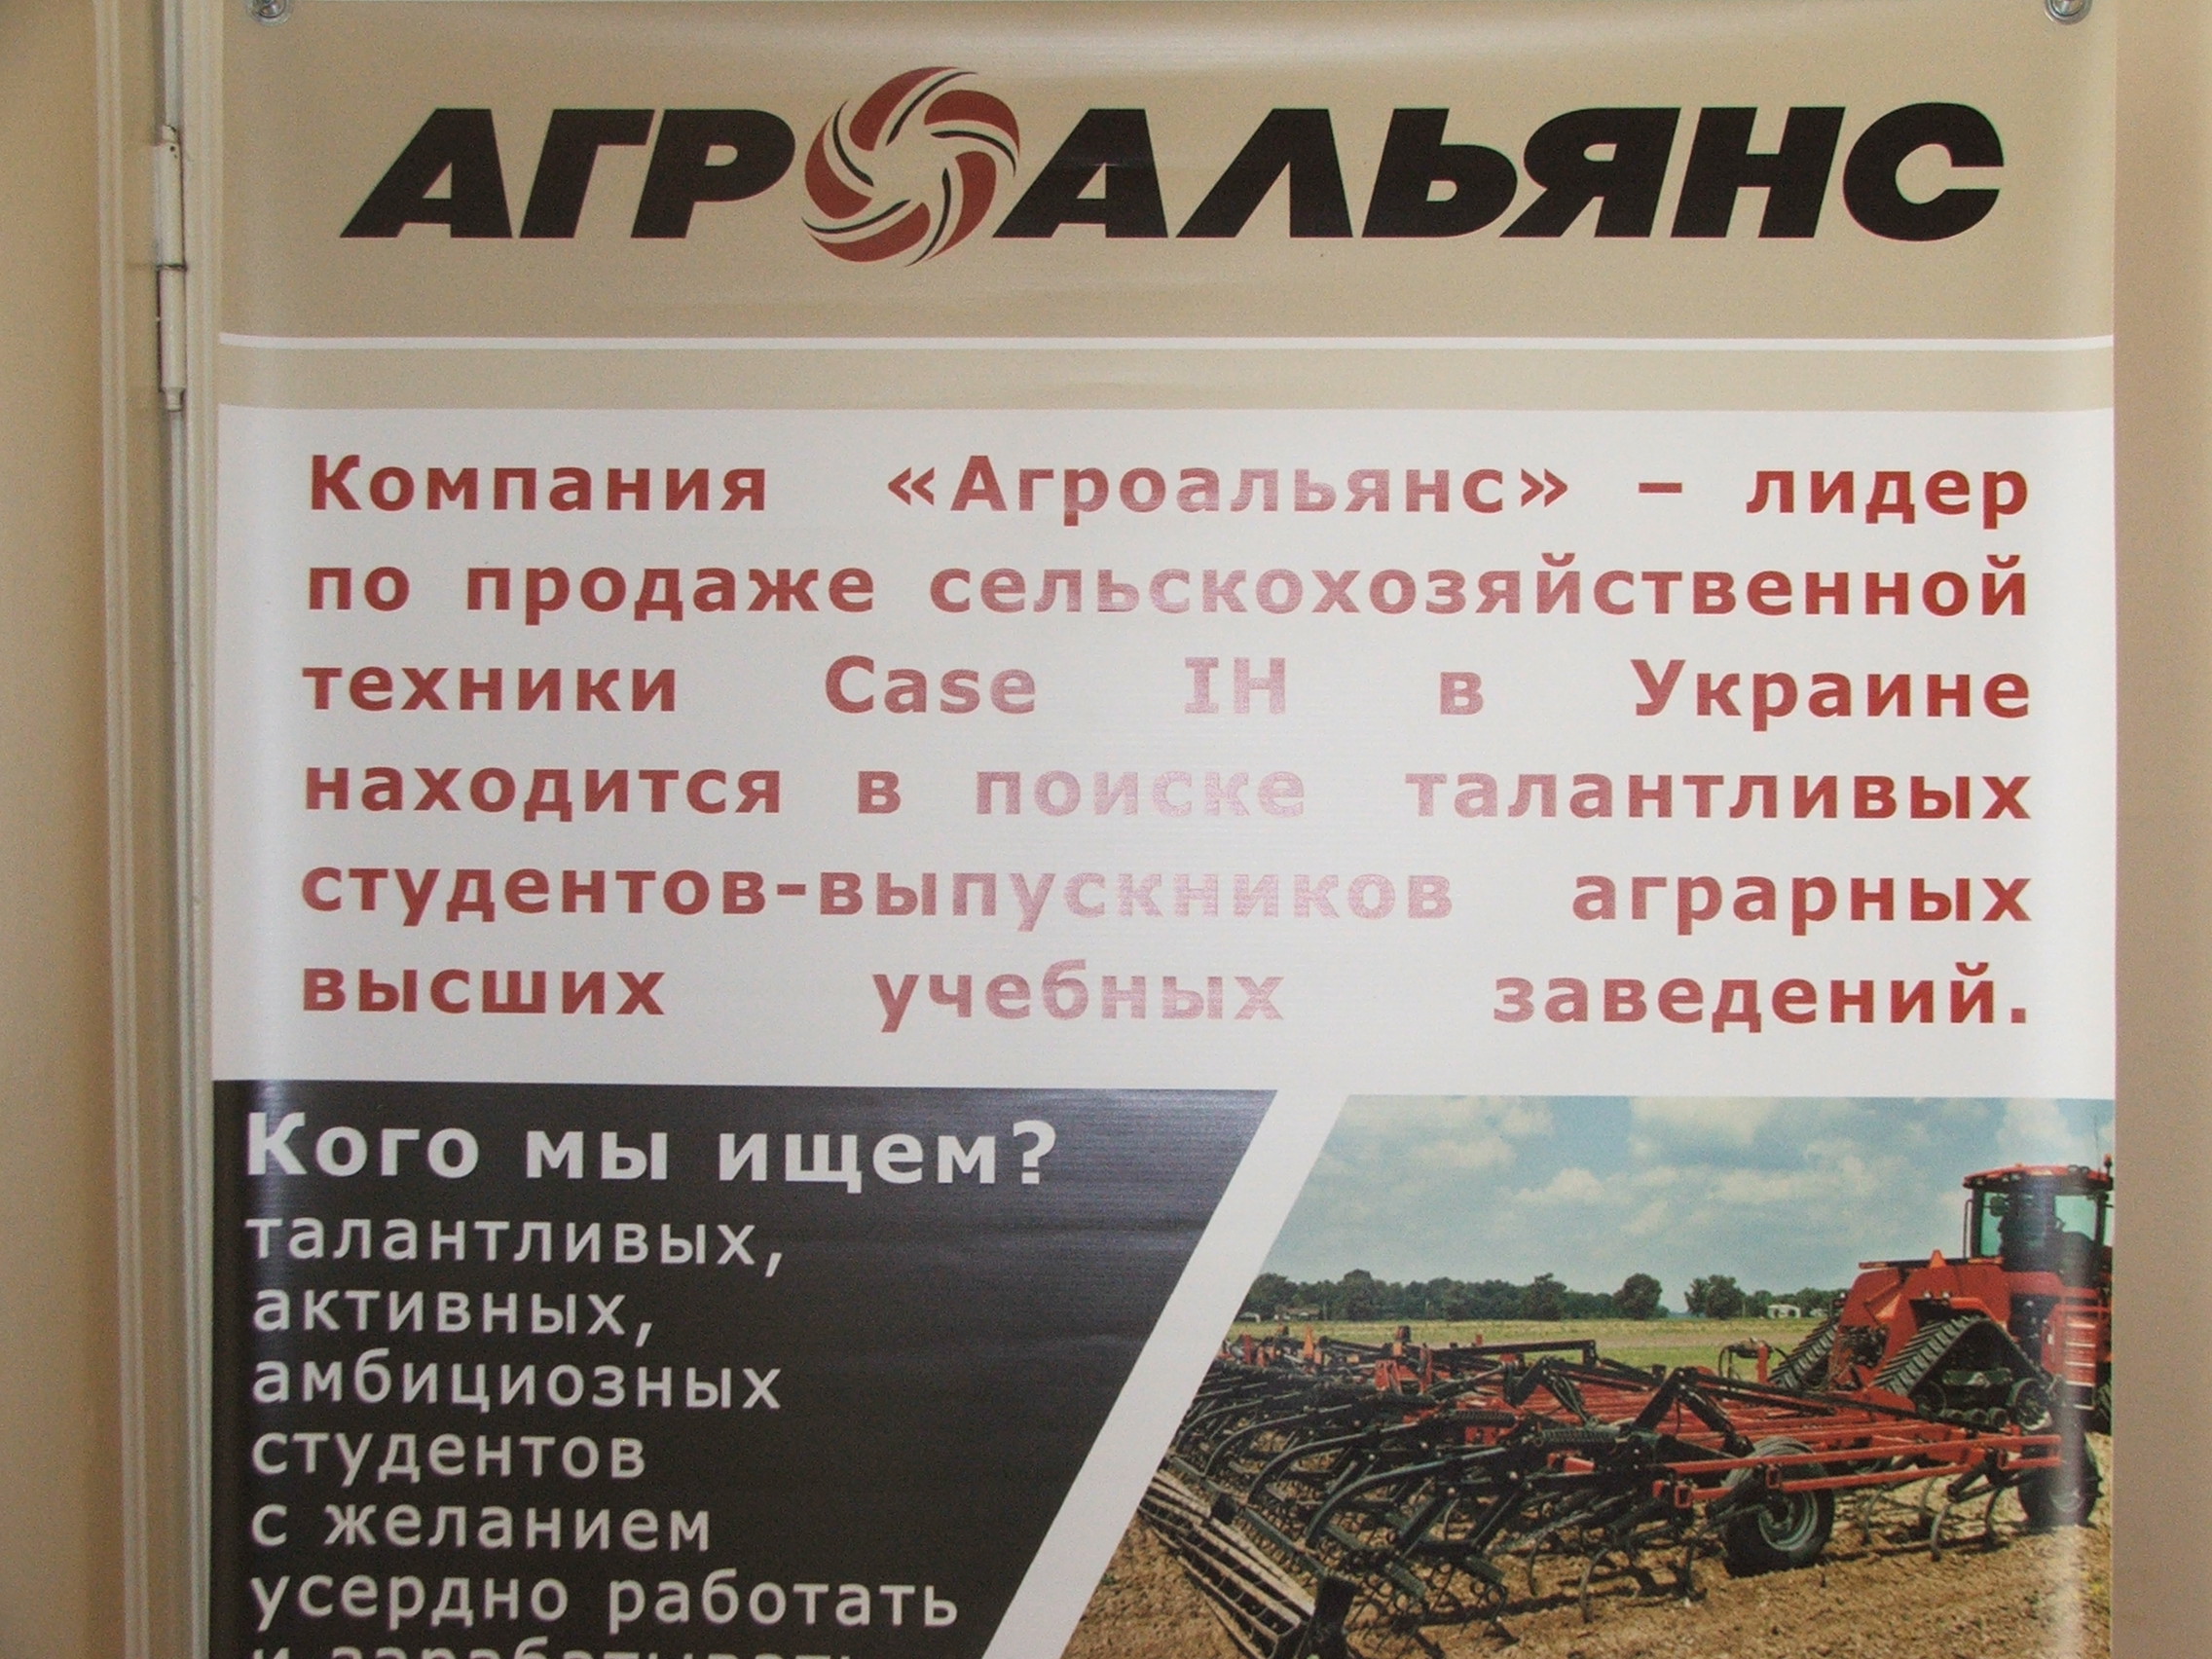 АГРОАЛЬЯНС
Компания «Агроальянс» – лидер
по продаже сельскохозяйственной
техники Case IH в Украине
находится в поиске талантливых
студентов-выпускников аграрных
высших учебных заведений.
Кого мы ищем?
талантливых,
активных,
амбициозных
студентов
с желанием
усердно работать
и зарабатывать